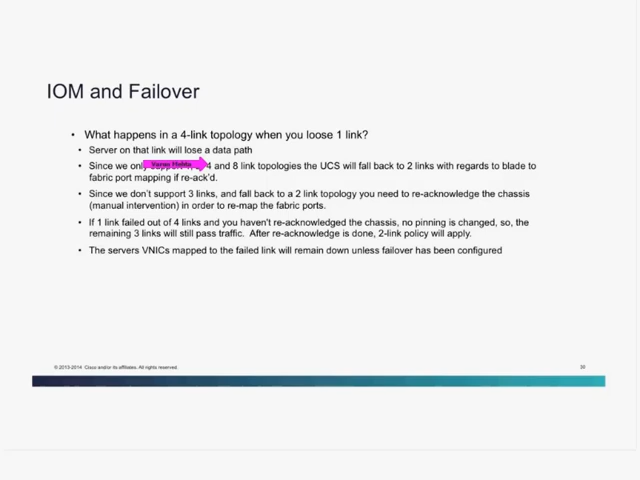 IOM and Failover
• What happens in a 4-link topology when you loose 1 link?
• Server on that link will lose a data path
• Since we only 4 and 8 link topologies the UCS will fall back to 2 links with regards to blade to
fabric port mapping if re-ack'd.
• Since we don't support 3 links, and fall back to a 2 link topology you need to re-acknowledge the chassis
(manual intervention) in order to re-map the fabric ports.
• If 1 link failed out of 4 links and you haven't re-acknowledged the chassis, no pinning is changed, so, the
remaining 3 links will still pass traffic. After re-acknowledge is done, 2-link policy will apply.
• The servers VNICs mapped to the failed link will remain down unless failover has been configured
© 2013-2014 Cisco and/or its affiliates. All rights reserved.
30